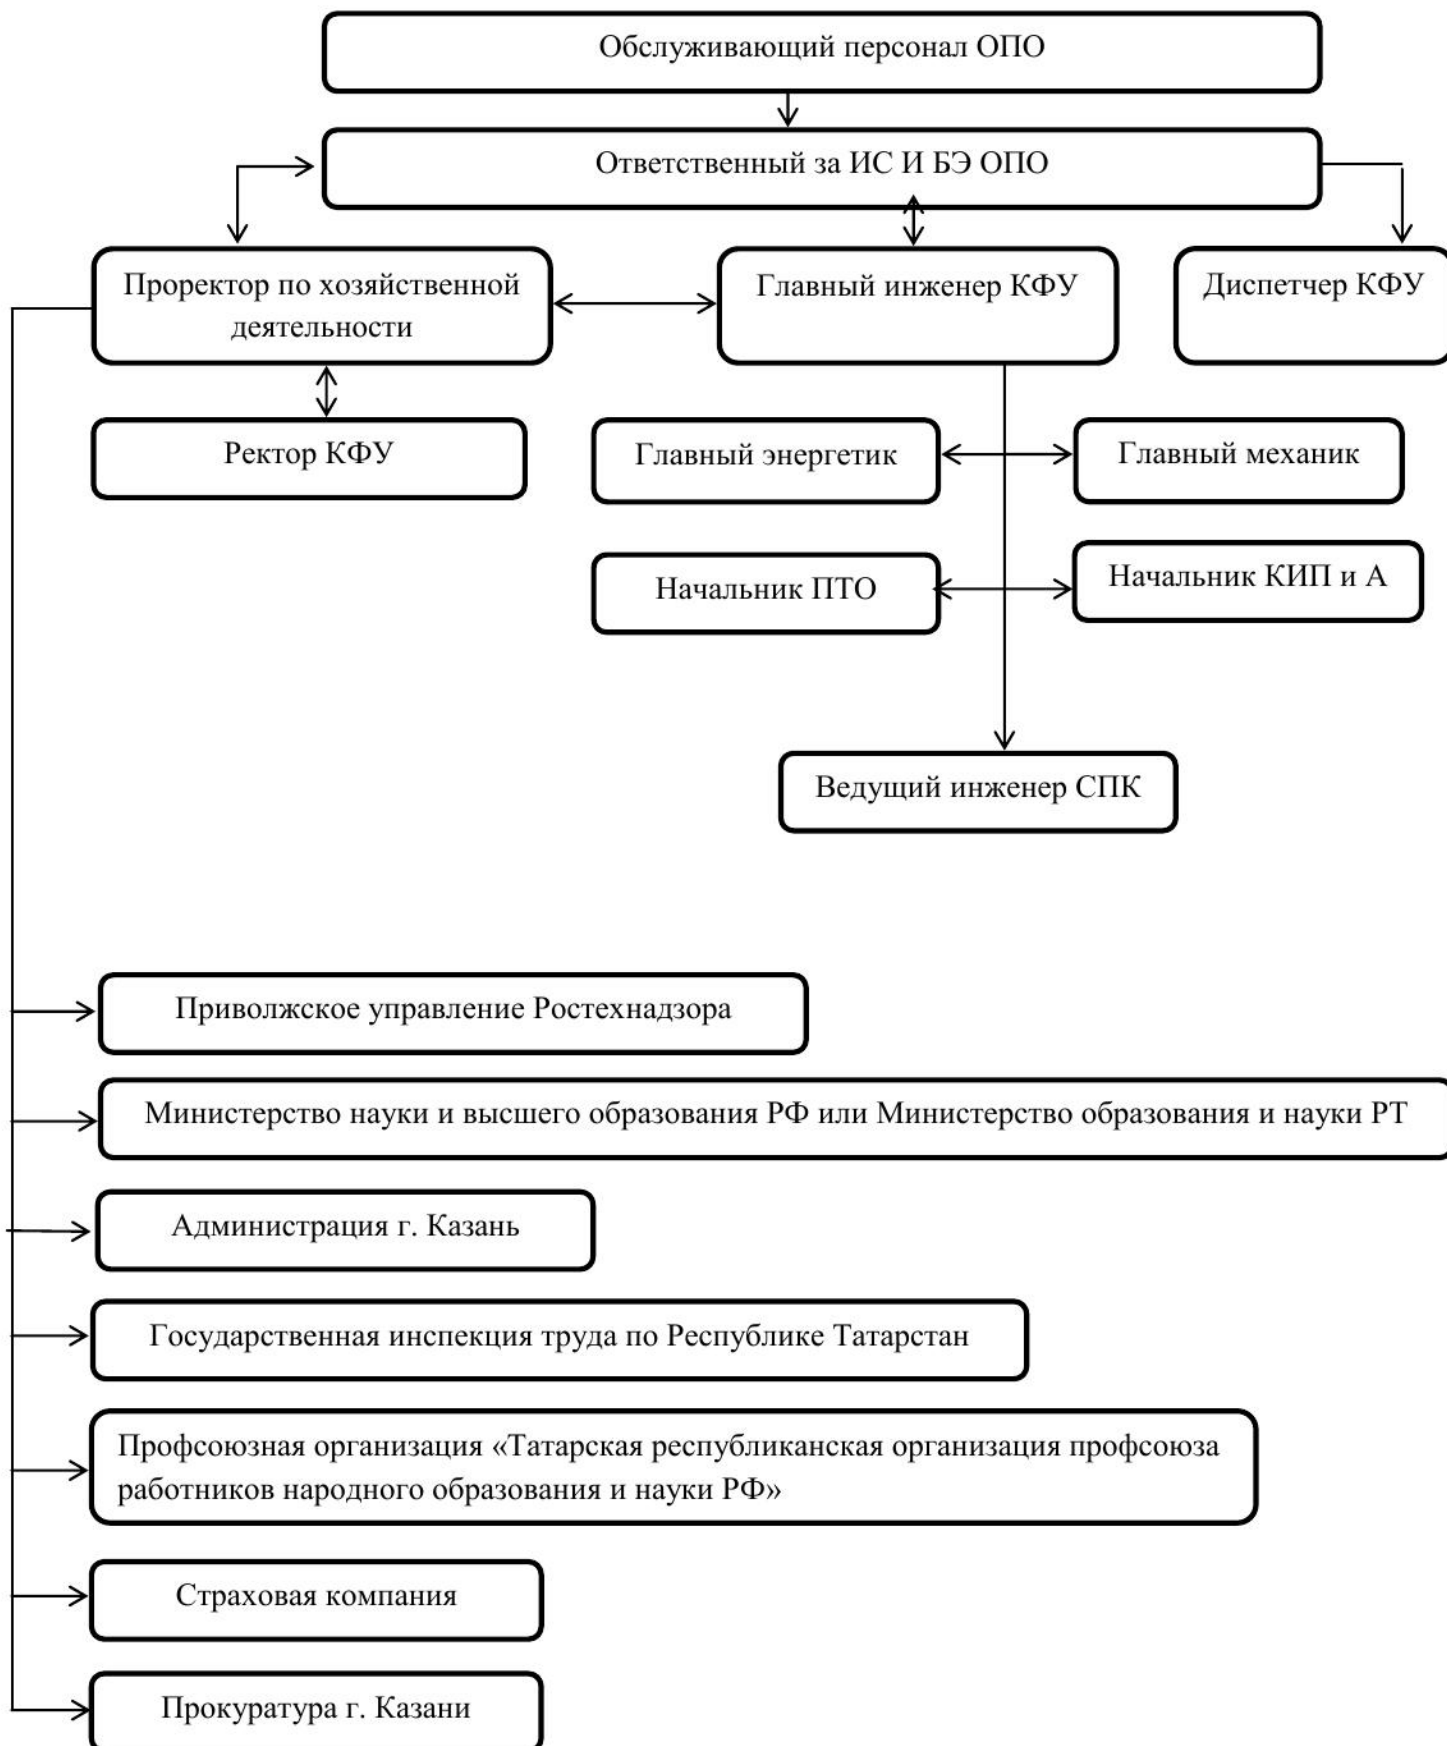 Обслуживающий персонал ОПО
Ответственный за ИС И БЭ ОПО
Проректор по хозяйственной
деятельности
Главный инженер КФУ
Диспетчер КФУ
Ректор КФУ
Главный энергетик
Главный механик
Начальник ПТО
Начальник КИП и А
Ведущий инженер СПК
Приволжское управление Ростехнадзора
Министерство науки и высшего образования РФ или Министерство образования и науки РТ
Администрация г. Казань
Государственная инспекция труда по Республике Татарстан
Профсоюзная организация «Татарская республиканская организация профсоюза
работников народного образования и науки РФ»
Страховая компания
Прокуратура г. Казани